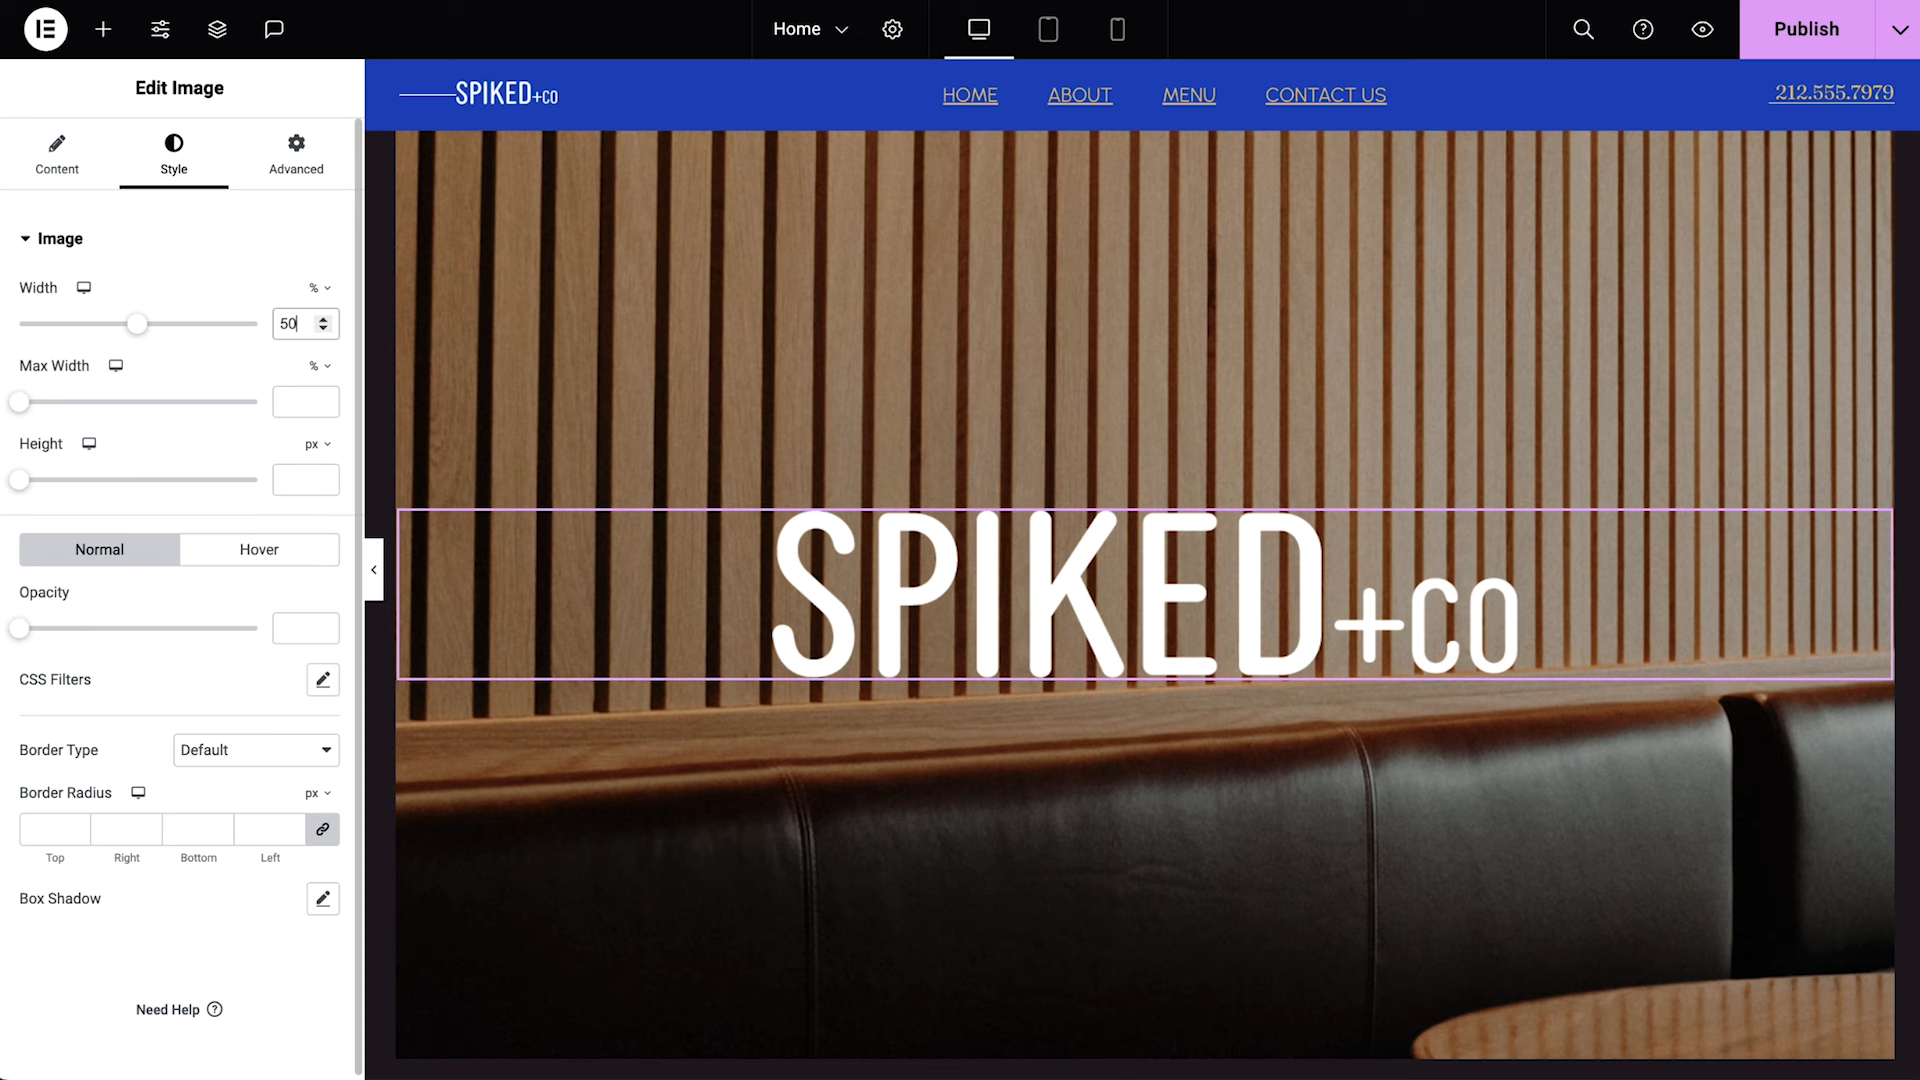 Home
Publish
Edit Image
Content
Style
Advanced
Image
Width
%
50
Max Width
%
Height
px
Normal
Hover
Opacity
CSS Filters
Border Type
Default
Border Radius
px
Top
Right
Bottom
Left
Box Shadow
Need Help
SPIKED+CO
HOME
ABOUT
MENU
CONTACT US
212.555.7979
SPIKED+CO